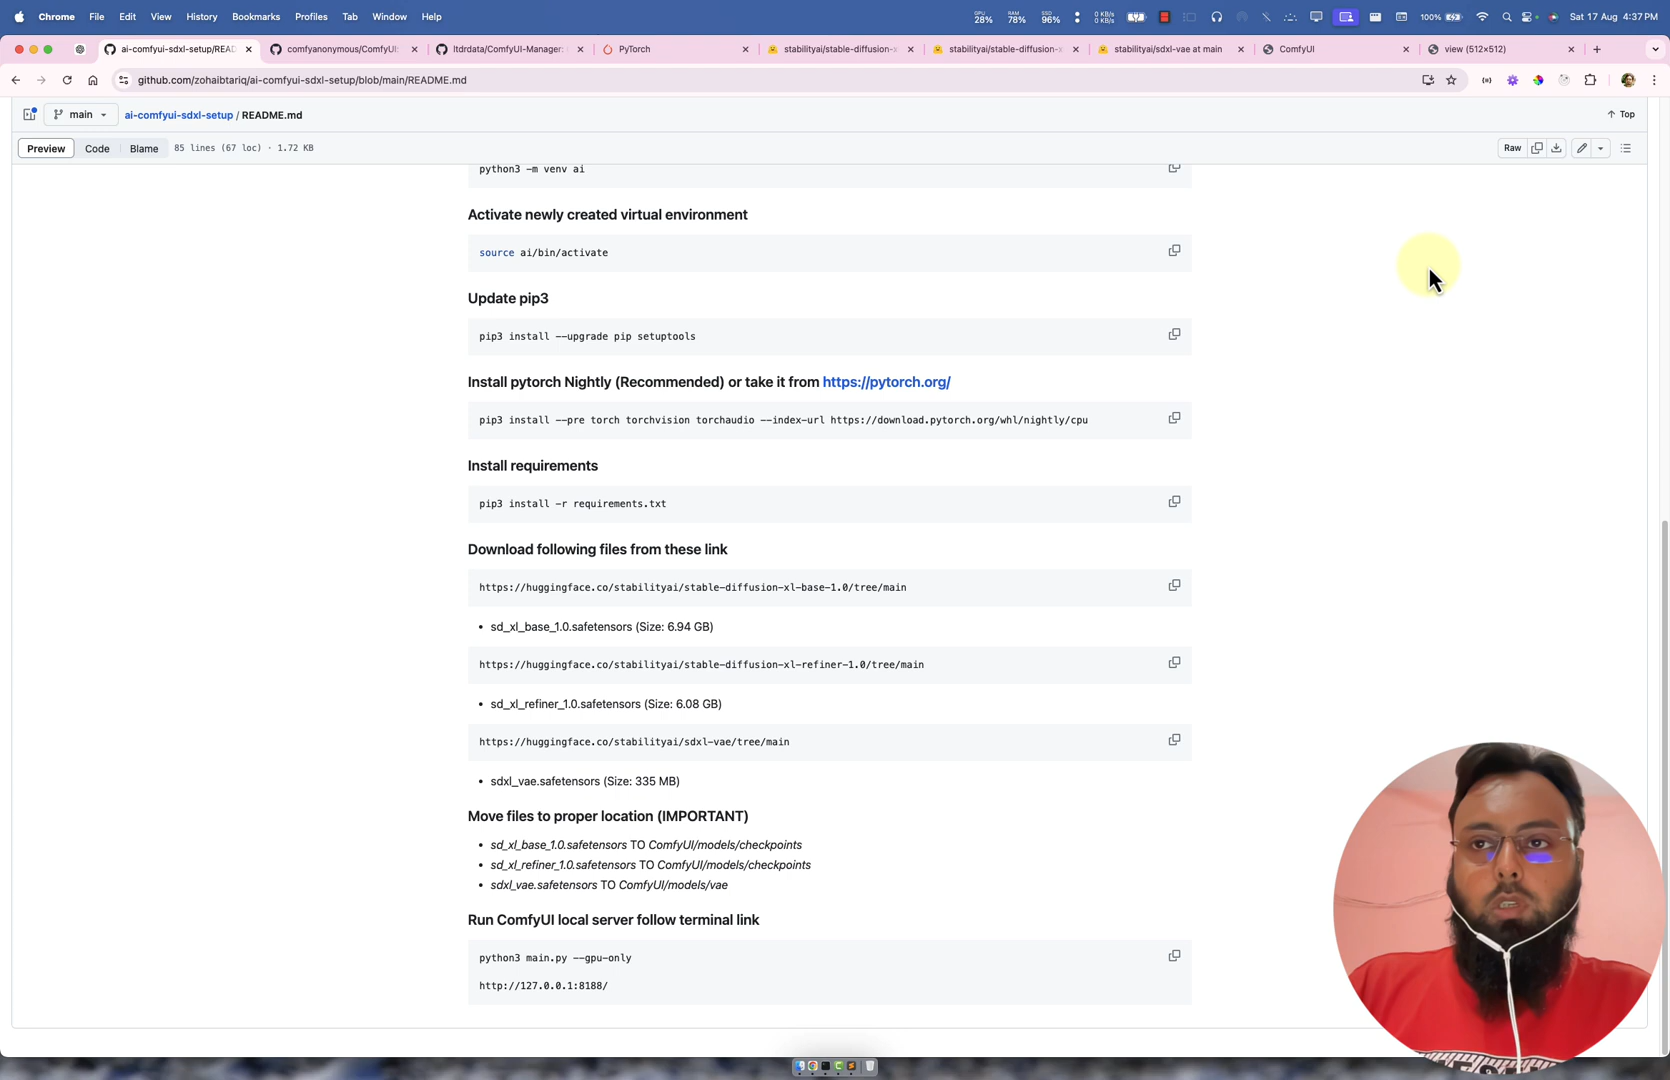 Chrome File Edit View History Bookmarks Profiles Tab Window Help
GPU 28% RAM 78% SSD 96% 0 KB/s 0 KB/s 100% Sat 17 Aug 4:37 PM
ai-comfyui-sdxl-setup/READ
comfyanonymous/ComfyUI:
ltdrdata/ComfyUI-Manager:
PyTorch
stabilityai/stable-diffusion-x
stabilityai/stable-diffusion-x
stabilityai/sdxl-vae at main
ComfyUI
view (512×512)
github.com/zohaibtariq/ai-comfyui-sdxl-setup/blob/main/README.md
main
ai-comfyui-sdxl-setup / README.md
Top
Preview Code Blame 85 lines (67 loc) · 1.72 KB
Raw
python3 -m venv ai
Activate newly created virtual environment
source ai/bin/activate
Update pip3
pip3 install --upgrade pip setuptools
Install pytorch Nightly (Recommended) or take it from https://pytorch.org/
pip3 install --pre torch torchvision torchaudio --index-url https://download.pytorch.org/whl/nightly/cpu
Install requirements
pip3 install -r requirements.txt
Download following files from these link
https://huggingface.co/stabilityai/stable-diffusion-xl-base-1.0/tree/main
• sd_xl_base_1.0.safetensors (Size: 6.94 GB)
https://huggingface.co/stabilityai/stable-diffusion-xl-refiner-1.0/tree/main
• sd_xl_refiner_1.0.safetensors (Size: 6.08 GB)
https://huggingface.co/stabilityai/sdxl-vae/tree/main
• sdxl_vae.safetensors (Size: 335 MB)
Move files to proper location (IMPORTANT)
• sd_xl_base_1.0.safetensors TO ComfyUI/models/checkpoints
• sd_xl_refiner_1.0.safetensors TO ComfyUI/models/checkpoints
• sdxl_vae.safetensors TO ComfyUI/models/vae
Run ComfyUI local server follow terminal link
python3 main.py --gpu-only
http://127.0.0.1:8188/